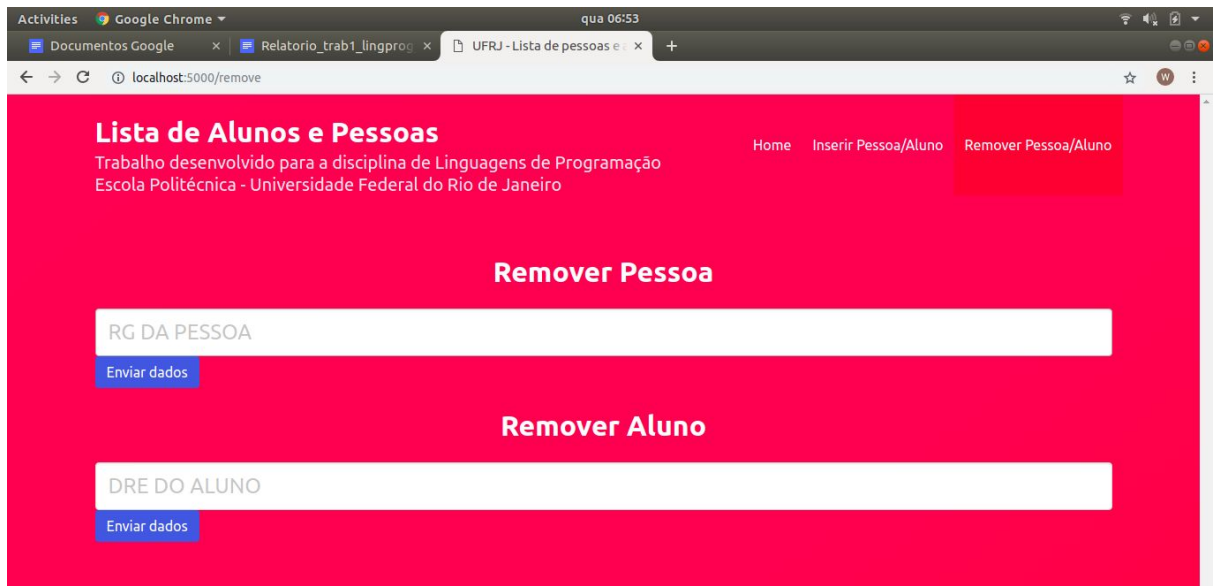 Activities Google Chrome qua 06:53
Documentos Google Relatorio_trab1_lingprog UFRJ - Lista de pessoas e
localhost:5000/remove W
Lista de Alunos e Pessoas
Home Inserir Pessoa/Aluno Remover Pessoa/Aluno
Trabalho desenvolvido para a disciplina de Linguagens de Programação
Escola Politécnica - Universidade Federal do Rio de Janeiro
Remover Pessoa
RG DA PESSOA
Enviar dados
Remover Aluno
DRE DO ALUNO
Enviar dados